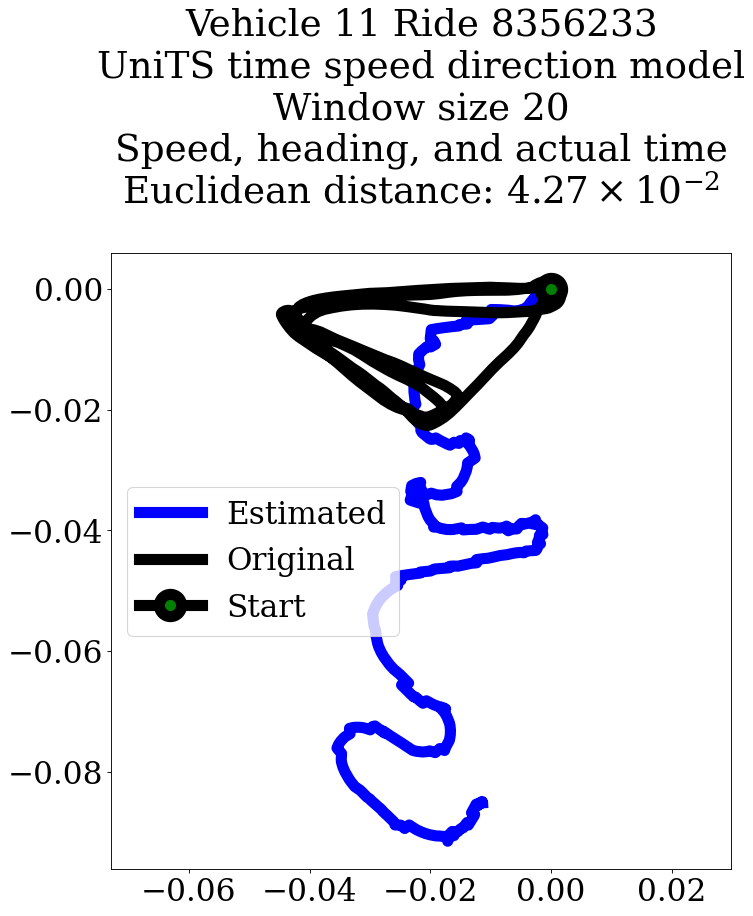 Vehicle 11 Ride 8356233
UniTS time speed direction model
Window size 20
Speed, heading, and actual time
Euclidean distance: 4.27 × 10⁻²
0.00
−0.02
−0.04
−0.06
−0.08
Estimated
Original
Start
−0.06 −0.04 −0.02 0.00 0.02